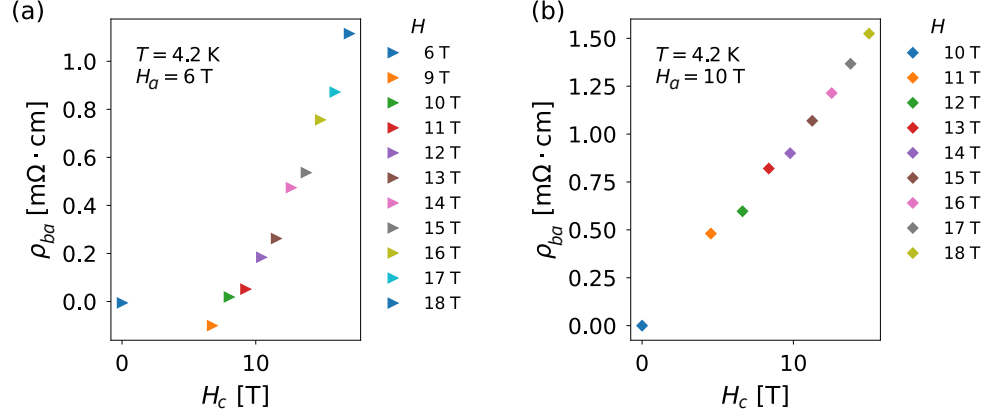 (a)
T = 4.2 K
H_a = 6 T
ρ_ba [mΩ · cm]
1.0
0.8
0.6
0.4
0.2
0.0
0
10
H_c [T]
H
6 T
9 T
10 T
11 T
12 T
13 T
14 T
15 T
16 T
17 T
18 T
(b)
T = 4.2 K
H_a = 10 T
ρ_ba [mΩ · cm]
1.50
1.25
1.00
0.75
0.50
0.25
0.00
0
10
H_c [T]
H
10 T
11 T
12 T
13 T
14 T
15 T
16 T
17 T
18 T